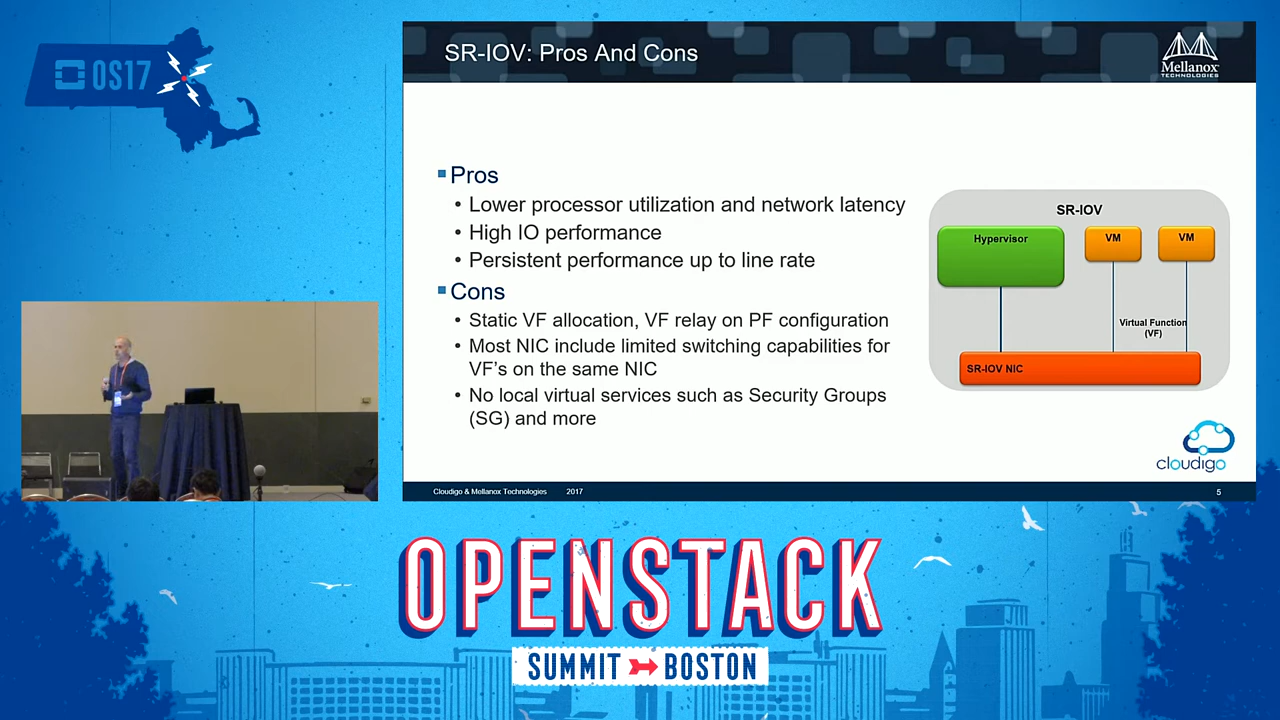 OS17
SR-IOV: Pros And Cons
Mellanox
TECHNOLOGIES
Pros
• Lower processor utilization and network latency
• High IO performance
• Persistent performance up to line rate
Cons
• Static VF allocation, VF relay on PF configuration
• Most NIC include limited switching capabilities for
VF's on the same NIC
• No local virtual services such as Security Groups
(SG) and more
SR-IOV
Hypervisor
VM
VM
Virtual Function
(VF)
SR-IOV NIC
cloudigo
Cloudigo & Mellanox Technologies 2017
5
OPENSTACK
SUMMIT BOSTON